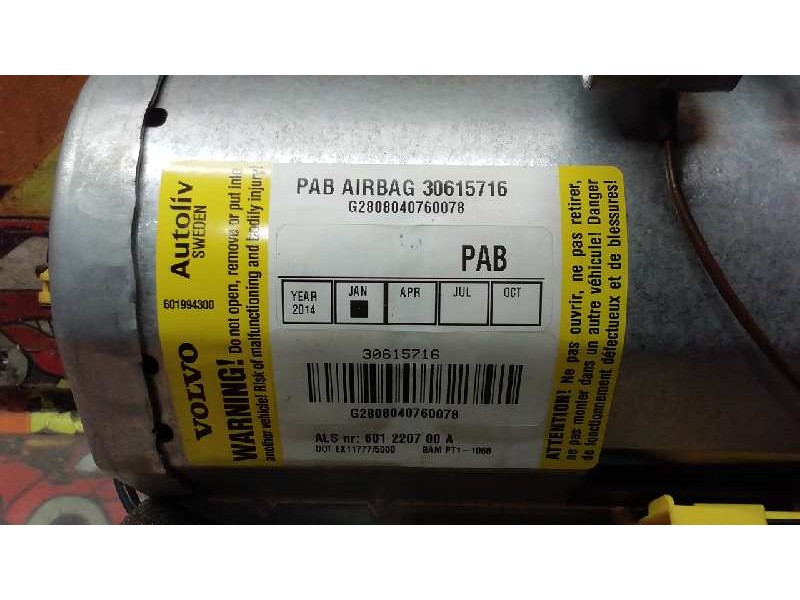 VOLVO
Autoliv
SWEDEN
601994300
WARNING! Do not open, remove or put into
another vehicle! Risk of malfunctioning and bodily injury!
PAB AIRBAG 30615716
G2808040760078
PAB
YEAR
2014
JAN
APR
JUL
OCT
30615716
G2808040760078
ALS nr: 601 2207 00 A
DOT EX11777/5000 BAM PT1-1066
ATTENTION! Ne pas ouvrir, ne pas retirer,
ne pas monter dans un autre véhicule! Danger
de fonctionnement défectueux et de blessures!